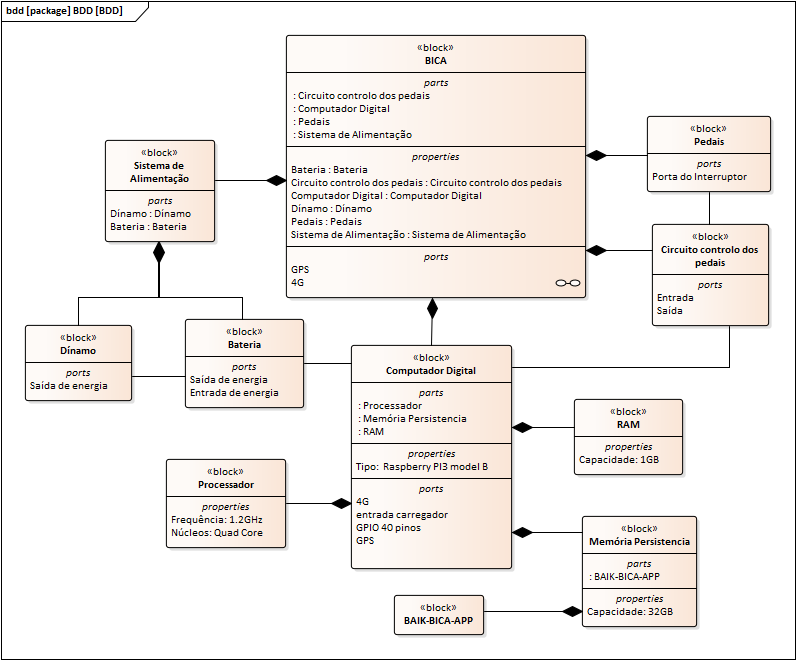 bdd [package] BDD [BDD]
«block»
BICA
parts
: Circuito controlo dos pedais
: Computador Digital
: Pedais
: Sistema de Alimentação
properties
Bateria : Bateria
Circuito controlo dos pedais : Circuito controlo dos pedais
Computador Digital : Computador Digital
Dínamo : Dínamo
Pedais : Pedais
Sistema de Alimentação : Sistema de Alimentação
ports
GPS
4G
«block»
Pedais
ports
Porta do Interruptor
«block»
Sistema de
Alimentação
parts
Dínamo : Dínamo
Bateria : Bateria
«block»
Circuito controlo dos
pedais
ports
Entrada
Saída
«block»
Dínamo
ports
Saída de energia
«block»
Bateria
ports
Saída de energia
Entrada de energia
«block»
Computador Digital
parts
: Processador
: Memória Persistencia
: RAM
properties
Tipo:  Raspberry PI3 model B
ports
4G
entrada carregador
GPIO 40 pinos
GPS
«block»
RAM
properties
Capacidade: 1GB
«block»
Processador
properties
Frequência: 1.2GHz
Núcleos: Quad Core
«block»
Memória Persistencia
parts
: BAIK-BICA-APP
properties
Capacidade: 32GB
«block»
BAIK-BICA-APP